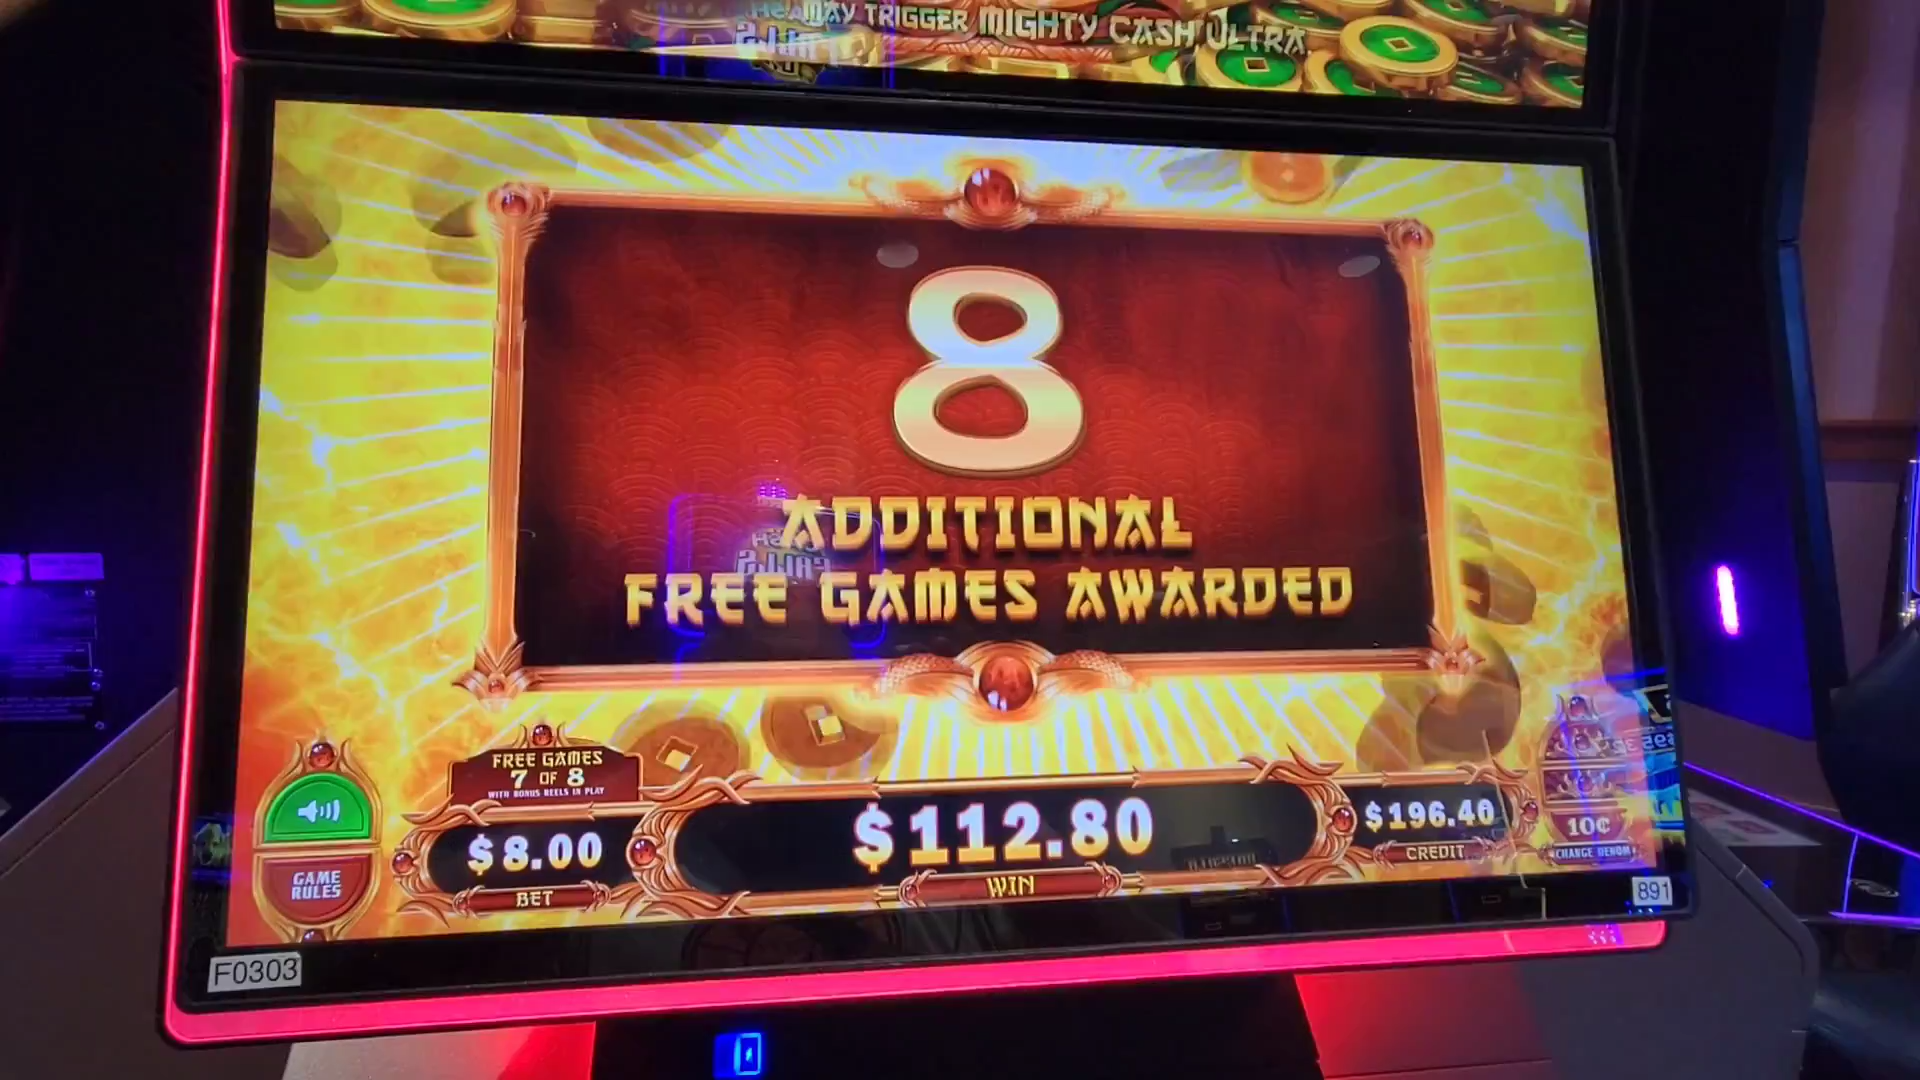 MAY TRIGGER MIGHTY CASH ULTRA
8
ADDITIONAL
FREE GAMES AWARDED
FREE GAMES
7 OF 8
WITH BONUS REELS IN PLAY
$8.00
BET
$112.80
WIN
$196.40
CREDIT
10¢
CHANGE DENOM
GAME
RULES
891
F0303